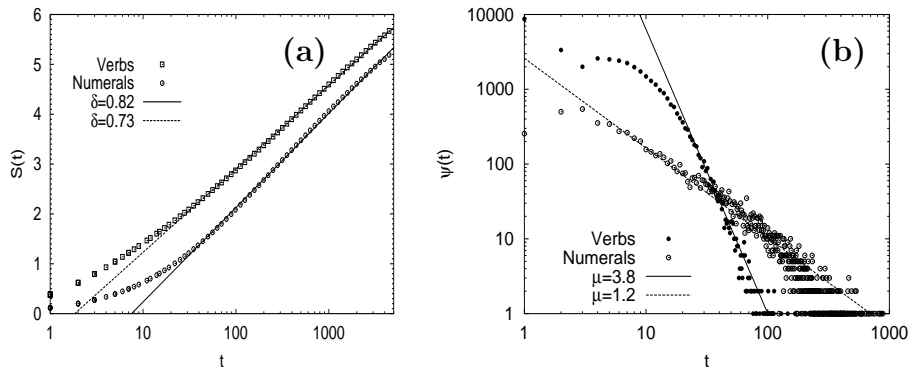 (a)
S(t)
6
5
4
3
2
1
0
Verbs
Numerals
δ=0.82
δ=0.73
1 10 100 1000
t
(b)
ψ(t)
10000
1000
100
10
1
Verbs
Numerals
μ=3.8
μ=1.2
1 10 100 1000
t